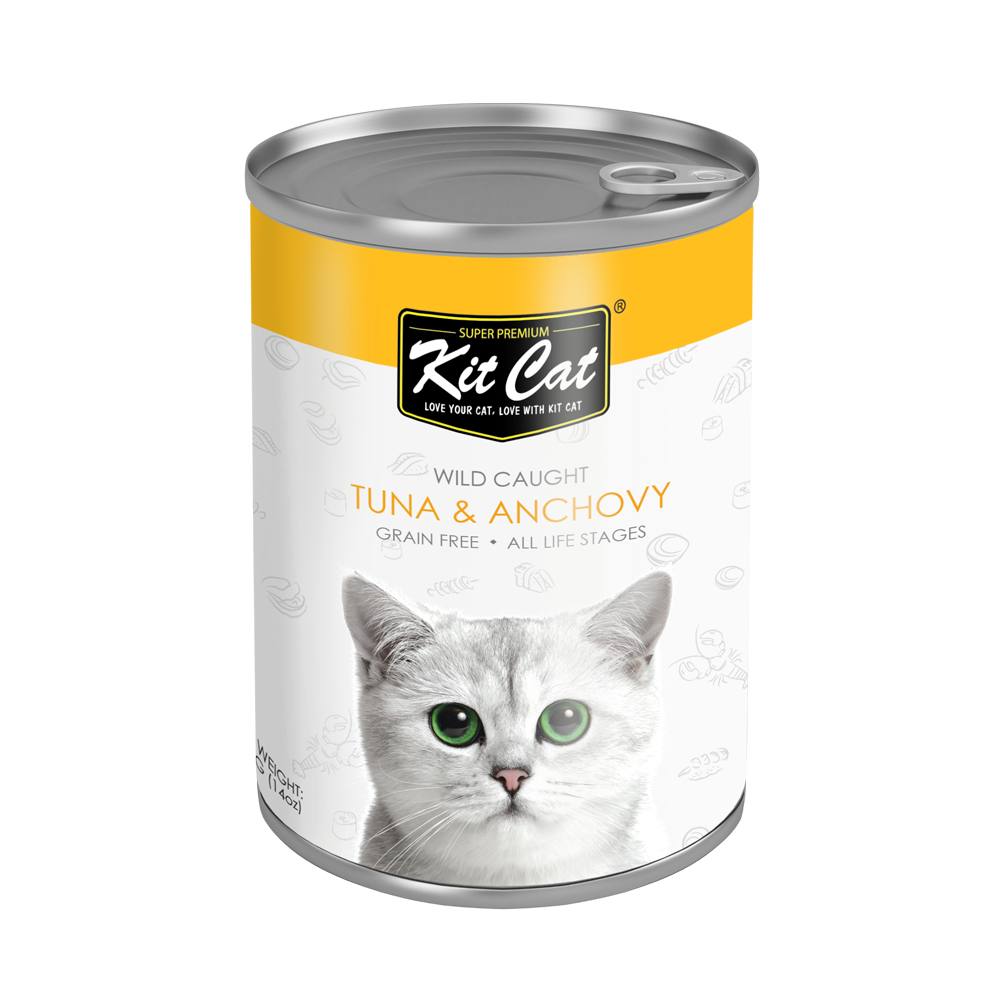 ®
SUPER PREMIUM
Kit Cat
LOVE YOUR CAT, LOVE WITH KIT CAT
WILD CAUGHT
TUNA & ANCHOVY
GRAIN FREE • ALL LIFE STAGES
WEIGHT:
G (14oz)